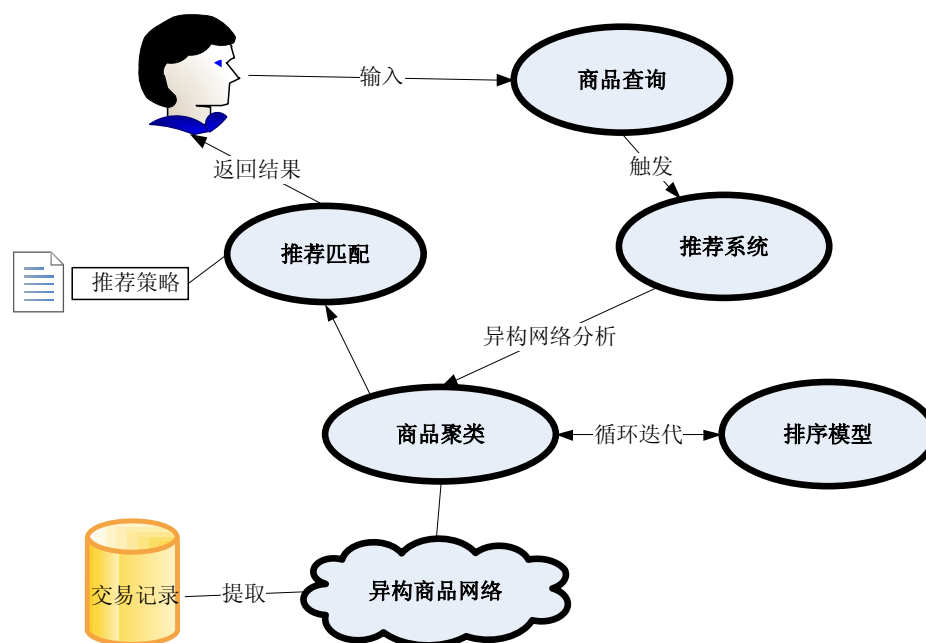 输入
商品查询
触发
返回结果
推荐匹配
推荐系统
推荐策略
异构网络分析
商品聚类
循环迭代
排序模型
交易记录
提取
异构商品网络